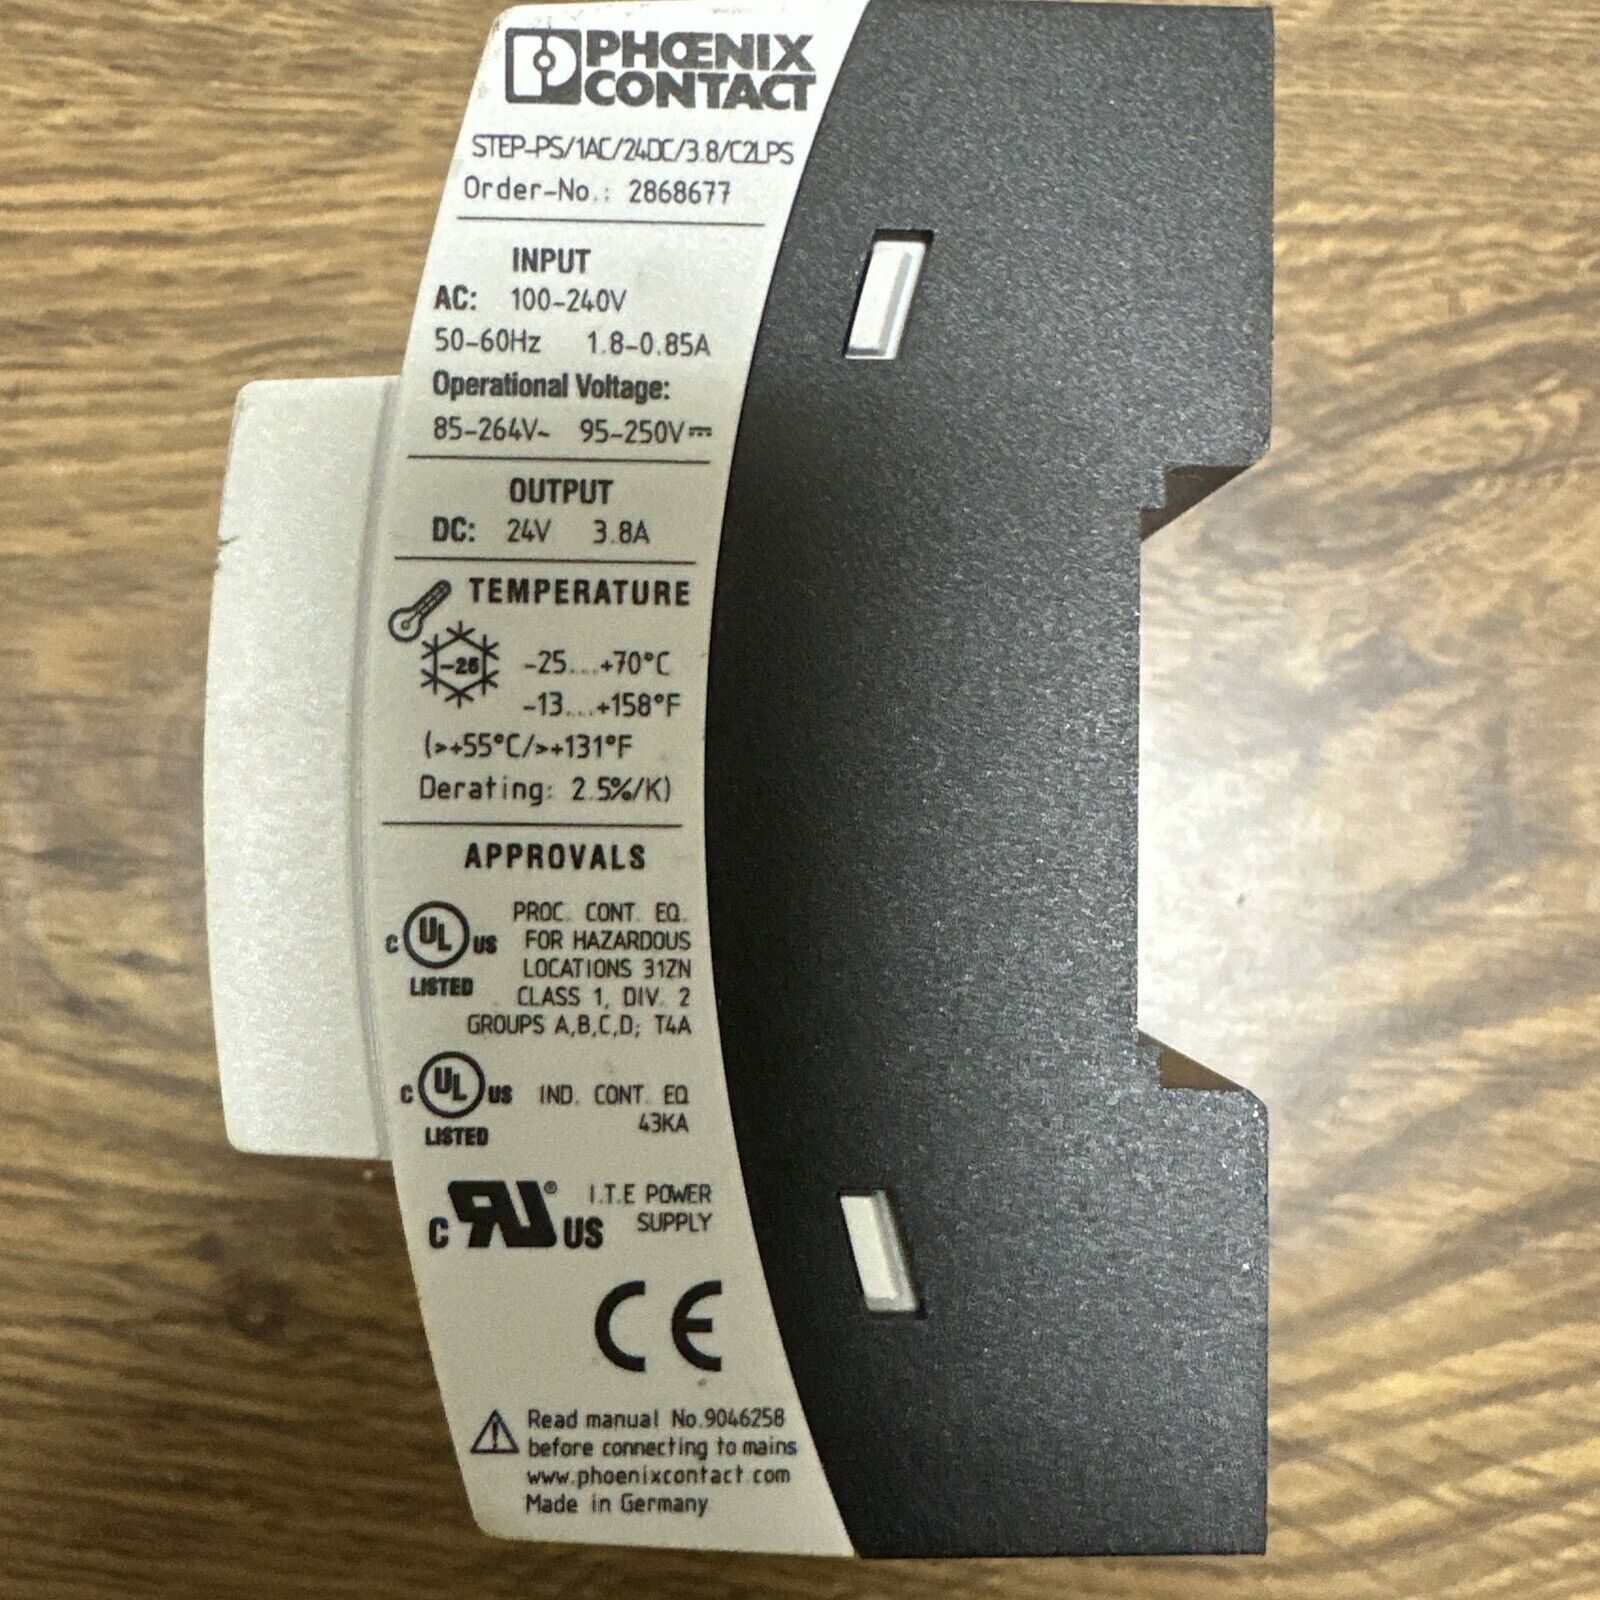 PHŒNIX
CONTACT
STEP-PS/1AC/24DC/3.8/C2LPS
Order-No.: 2868677
INPUT
AC: 100-240V
50-60Hz 1.8-0.85A
Operational Voltage:
85-264V~ 95-250V⎓
OUTPUT
DC: 24V 3.8A
TEMPERATURE
-25
-25...+70°C
-13...+158°F
(>+55°C/>+131°F
Derating: 2.5%/K)
APPROVALS
C UL US LISTED
PROC. CONT. EQ.
FOR HAZARDOUS
LOCATIONS 31ZN
CLASS 1, DIV. 2
GROUPS A,B,C,D; T4A
C UL US LISTED
IND. CONT. EQ
43KA
C RU® US
I.T.E POWER
SUPPLY
CE
Read manual No.9046258
before connecting to mains
www.phoenixcontact.com
Made in Germany